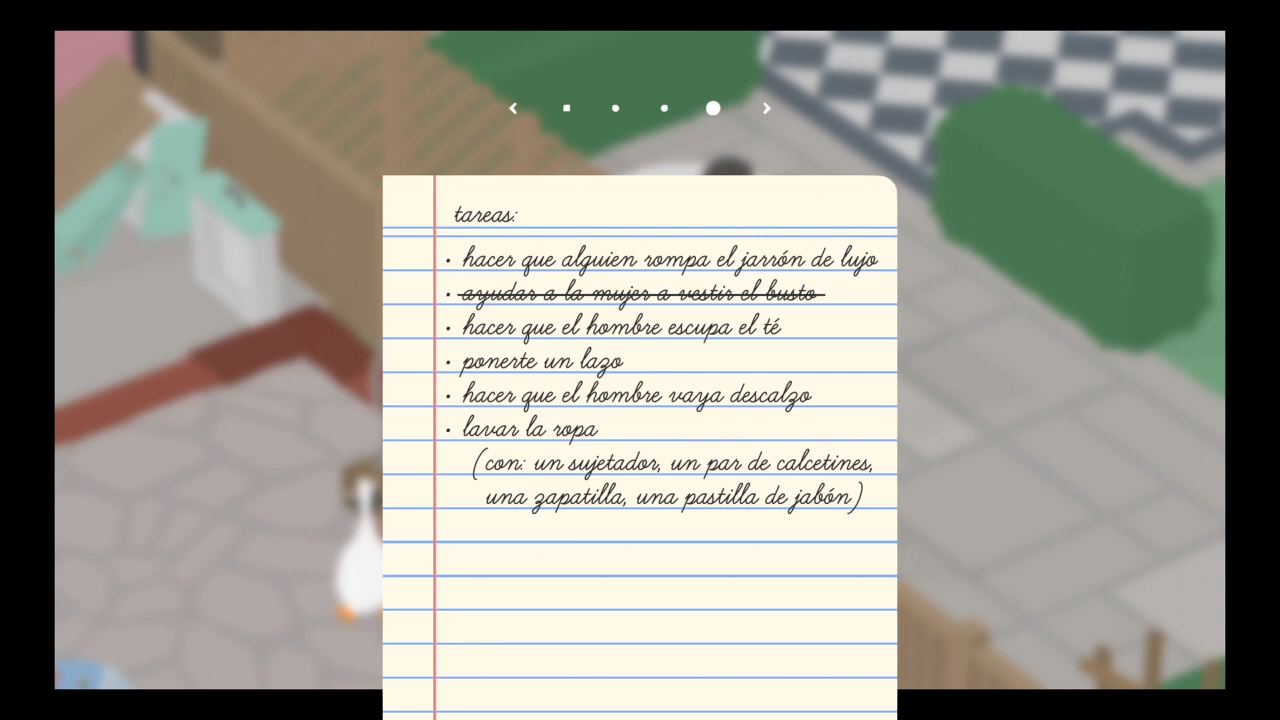 tareas:
• hacer que alguien rompa el jarrón de lujo
• ayudar a la mujer a vestir el busto
• hacer que el hombre escupa el té
• ponerte un lazo
• hacer que el hombre vaya descalzo
• lavar la ropa
(con: un sujetador, un par de calcetines,
una zapatilla, una pastilla de jabón)